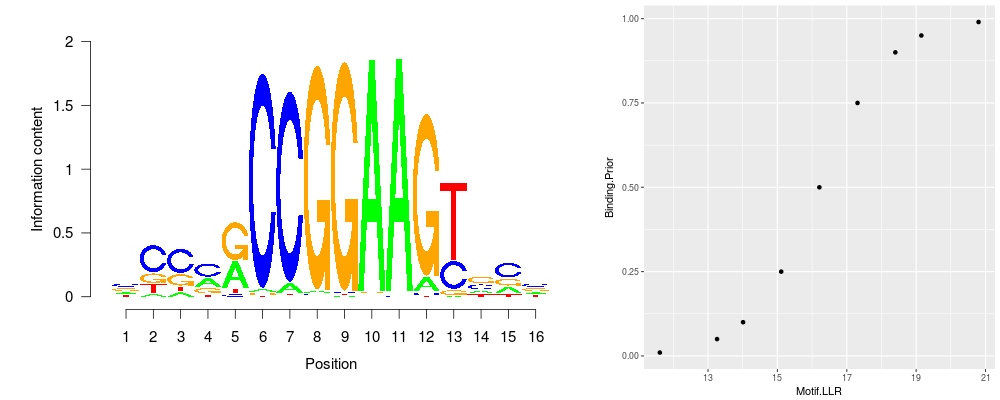 2
1.5
1
0.5
0
Information content
C C C G C C G G A A G T C
1 2 3 4 5 6 7 8 9 10 11 12 13 14 15 16
Position
1.00
0.75
0.50
0.25
0.00
Binding.Prior
13 15 17 19 21
Motif.LLR